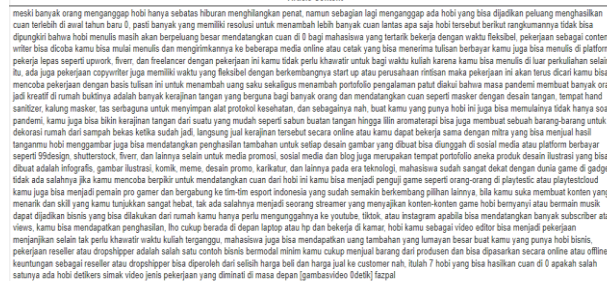 meski banyak orang menganggap hobi hanya sebatas hiburan menghilangkan penat, namun sebagian lagi menganggap ada hobi yang bisa dijadikan peluang menghasilkan
cuan terlebih di awal tahun baru 0, pasti banyak yang memiliki resolusi untuk menambah lebih banyak cuan lantas apa saja hobi tersebut berikut rangkumannya tidak bisa
dipungkiri bahwa hobi menulis masih akan berpeluang besar mendatangkan cuan di 0 bagi mahasiswa yang tertarik bekerja dengan waktu fleksibel, pekerjaan sebagai conten
writer bisa dicoba kamu bisa mulai menulis dan mengirimkannya ke beberapa media online atau cetak yang bisa menerima tulisan berbayar kamu juga bisa menulis di platform
pekerja lepas seperti upwork, fiverr, dan freelancer dengan pekerjaan ini kamu tidak perlu khawatir untuk bagi waktu kuliah karena kamu bisa menulis di luar perkuliahan selain
itu, ada juga pekerjaan copywriter juga memiliki waktu yang fleksibel dengan berkembangnya start up atau perusahaan rintisan maka pekerjaan ini akan terus dicari kamu bisa
mencoba pekerjaan dengan basis tulisan ini untuk menambah uang saku sekaligus menambah portofolio pengalaman patut diakui bahwa masa pandemi membuat banyak ora
jadi kreatif di rumah buktinya adalah banyak kerajinan tangan yang berguna bagi banyak orang dan mendatangkan cuan seperti masker dengan desain tangan, tempat hand
sanitizer, kalung masker, tas serbaguna untuk menyimpan alat protokol kesehatan, dan sebagainya nah, buat kamu yang punya hobi ini juga bisa memulainya tidak hanya soa
pandemi, kamu juga bisa bikin kerajinan tangan dari suatu yang mudah seperti sabun buatan tangan hingga lilin aromaterapi bisa juga membuat sebuah barang-barang untuk
dekorasi rumah dari sampah bekas ketika sudah jadi, langsung jual kerajinan tersebut secara online atau kamu dapat bekerja sama dengan mitra yang bisa menjual hasil
tanganmu hobi menggambar juga bisa mendatangkan penghasilan tambahan untuk setiap desain gambar yang dibuat bisa diunggah di sosial media atau platform berbayar
seperti 99design, shutterstock, fiverr, dan lainnya selain untuk media promosi, sosial media dan blog juga merupakan tempat portofolio aneka produk desain ilustrasi yang bisa
dibuat adalah infografis, gambar ilustrasi, komik, meme, desain promo, karikatur, dan lainnya pada era teknologi, mahasiswa sudah sangat dekat dengan dunia game di gadge
tidak ada salahnya jika kamu mencoba berpikir untuk mendatangkan cuan dari hobi ini kamu bisa menjadi penguji game seperti orang-orang di playtestic atau playtestcloud
kamu juga bisa menjadi pemain pro gamer dan bergabung ke tim-tim esport indonesia yang sudah semakin berkembang pilihan lainnya, bila kamu suka membuat konten yang
menarik dan skill yang kamu tunjukkan sangat hebat, tak ada salahnya menjadi seorang streamer yang menyajikan konten-konten game hobi bernyanyi atau bermain musik
dapat dijadikan bisnis yang bisa dilakukan dari rumah kamu hanya perlu mengunggahnya ke youtube, tiktok, atau instagram apabila bisa mendatangkan banyak subscriber ata
views, kamu bisa mendapatkan penghasilan, lho cukup berada di depan laptop atau hp dan bekerja di kamar, hobi kamu sebagai video editor bisa menjadi pekerjaan
menjanjikan selain tak perlu khawatir waktu kuliah terganggu, mahasiswa juga bisa mendapatkan uang tambahan yang lumayan besar buat kamu yang punya hobi bisnis,
pekerjaan reseller atau dropshipper adalah salah satu contoh bisnis bermodal minim kamu cukup menjual barang dari produsen dan bisa dipasarkan secara online atau offline
keuntungan sebagai reseller atau dropshipper bisa diperoleh dari selisih harga beli dan harga jual ke customer nah, itulah 7 hobi yang bisa hasilkan cuan di 0 apakah salah
satunya ada hobi detikers simak video jenis pekerjaan yang diminati di masa depan [gambasvideo 0detik] fazpal